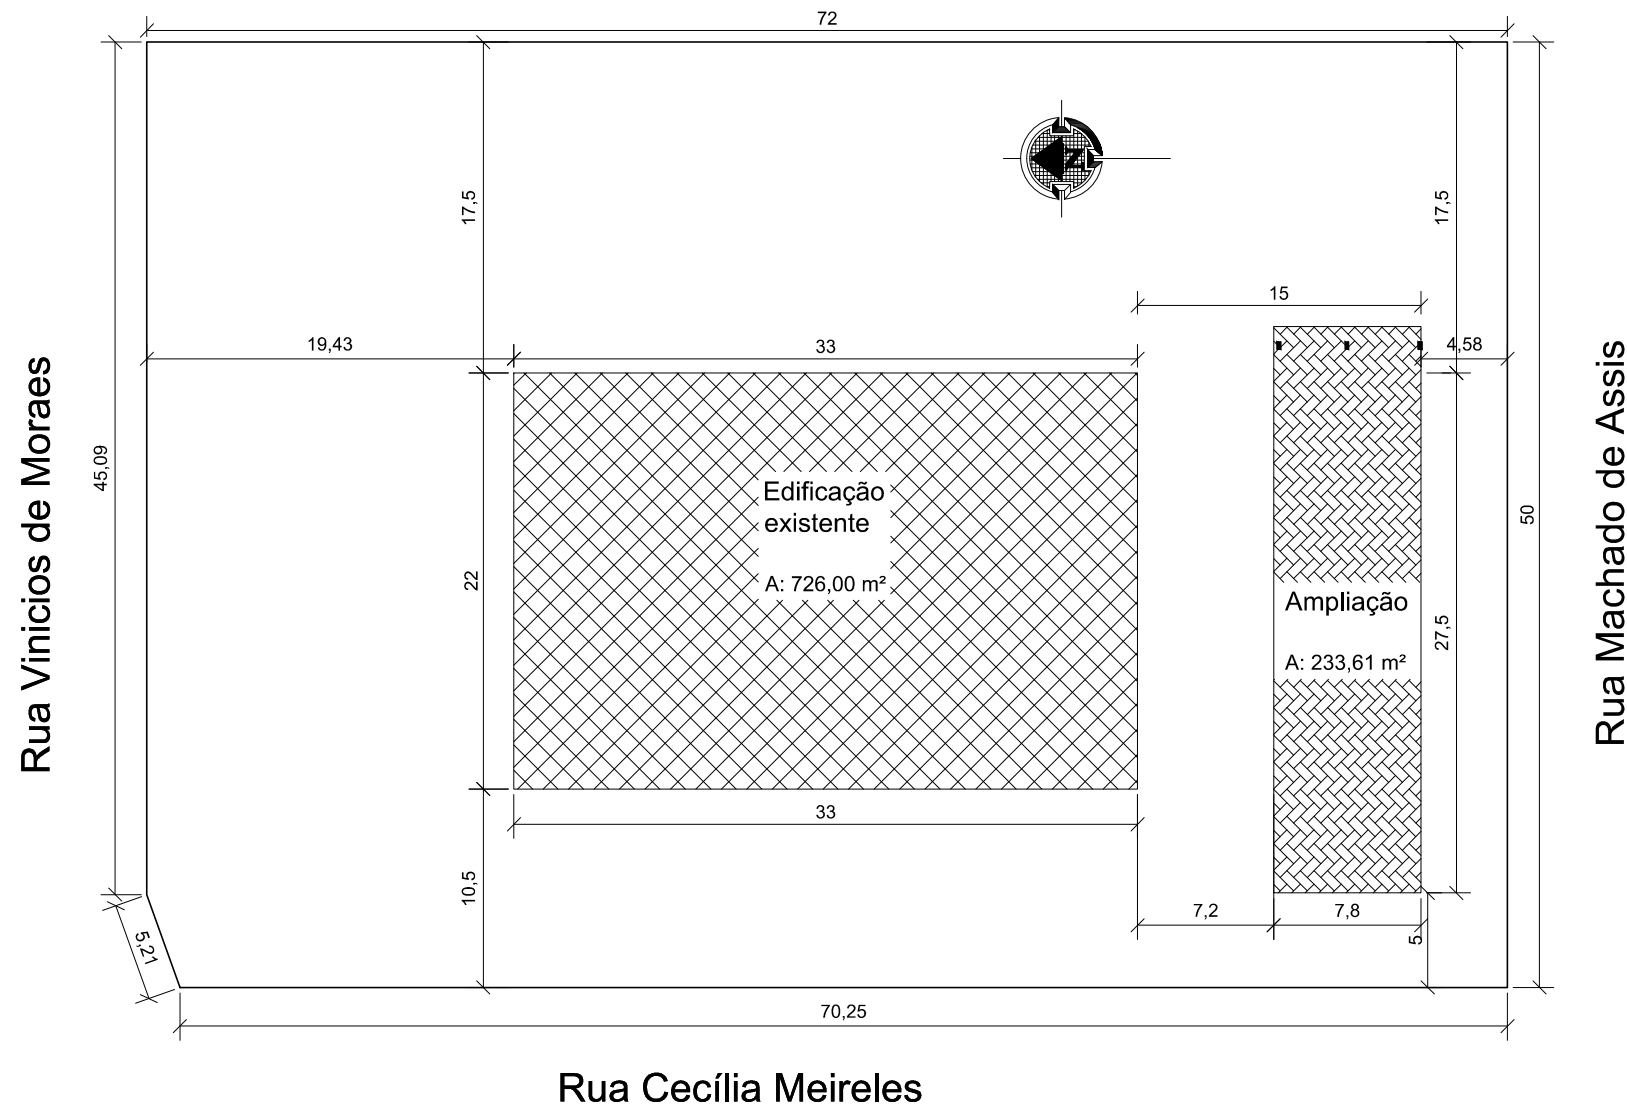 72
17,5
17,5
N
15
19,43
33
4,58
Rua Vinicios de Moraes
45,09
22
Edificação
existente
A: 726,00 m²
Ampliação
A: 233,61 m²
27,5
50
Rua Machado de Assis
33
10,5
7,2
7,8
5
5,21
70,25
Rua Cecília Meireles